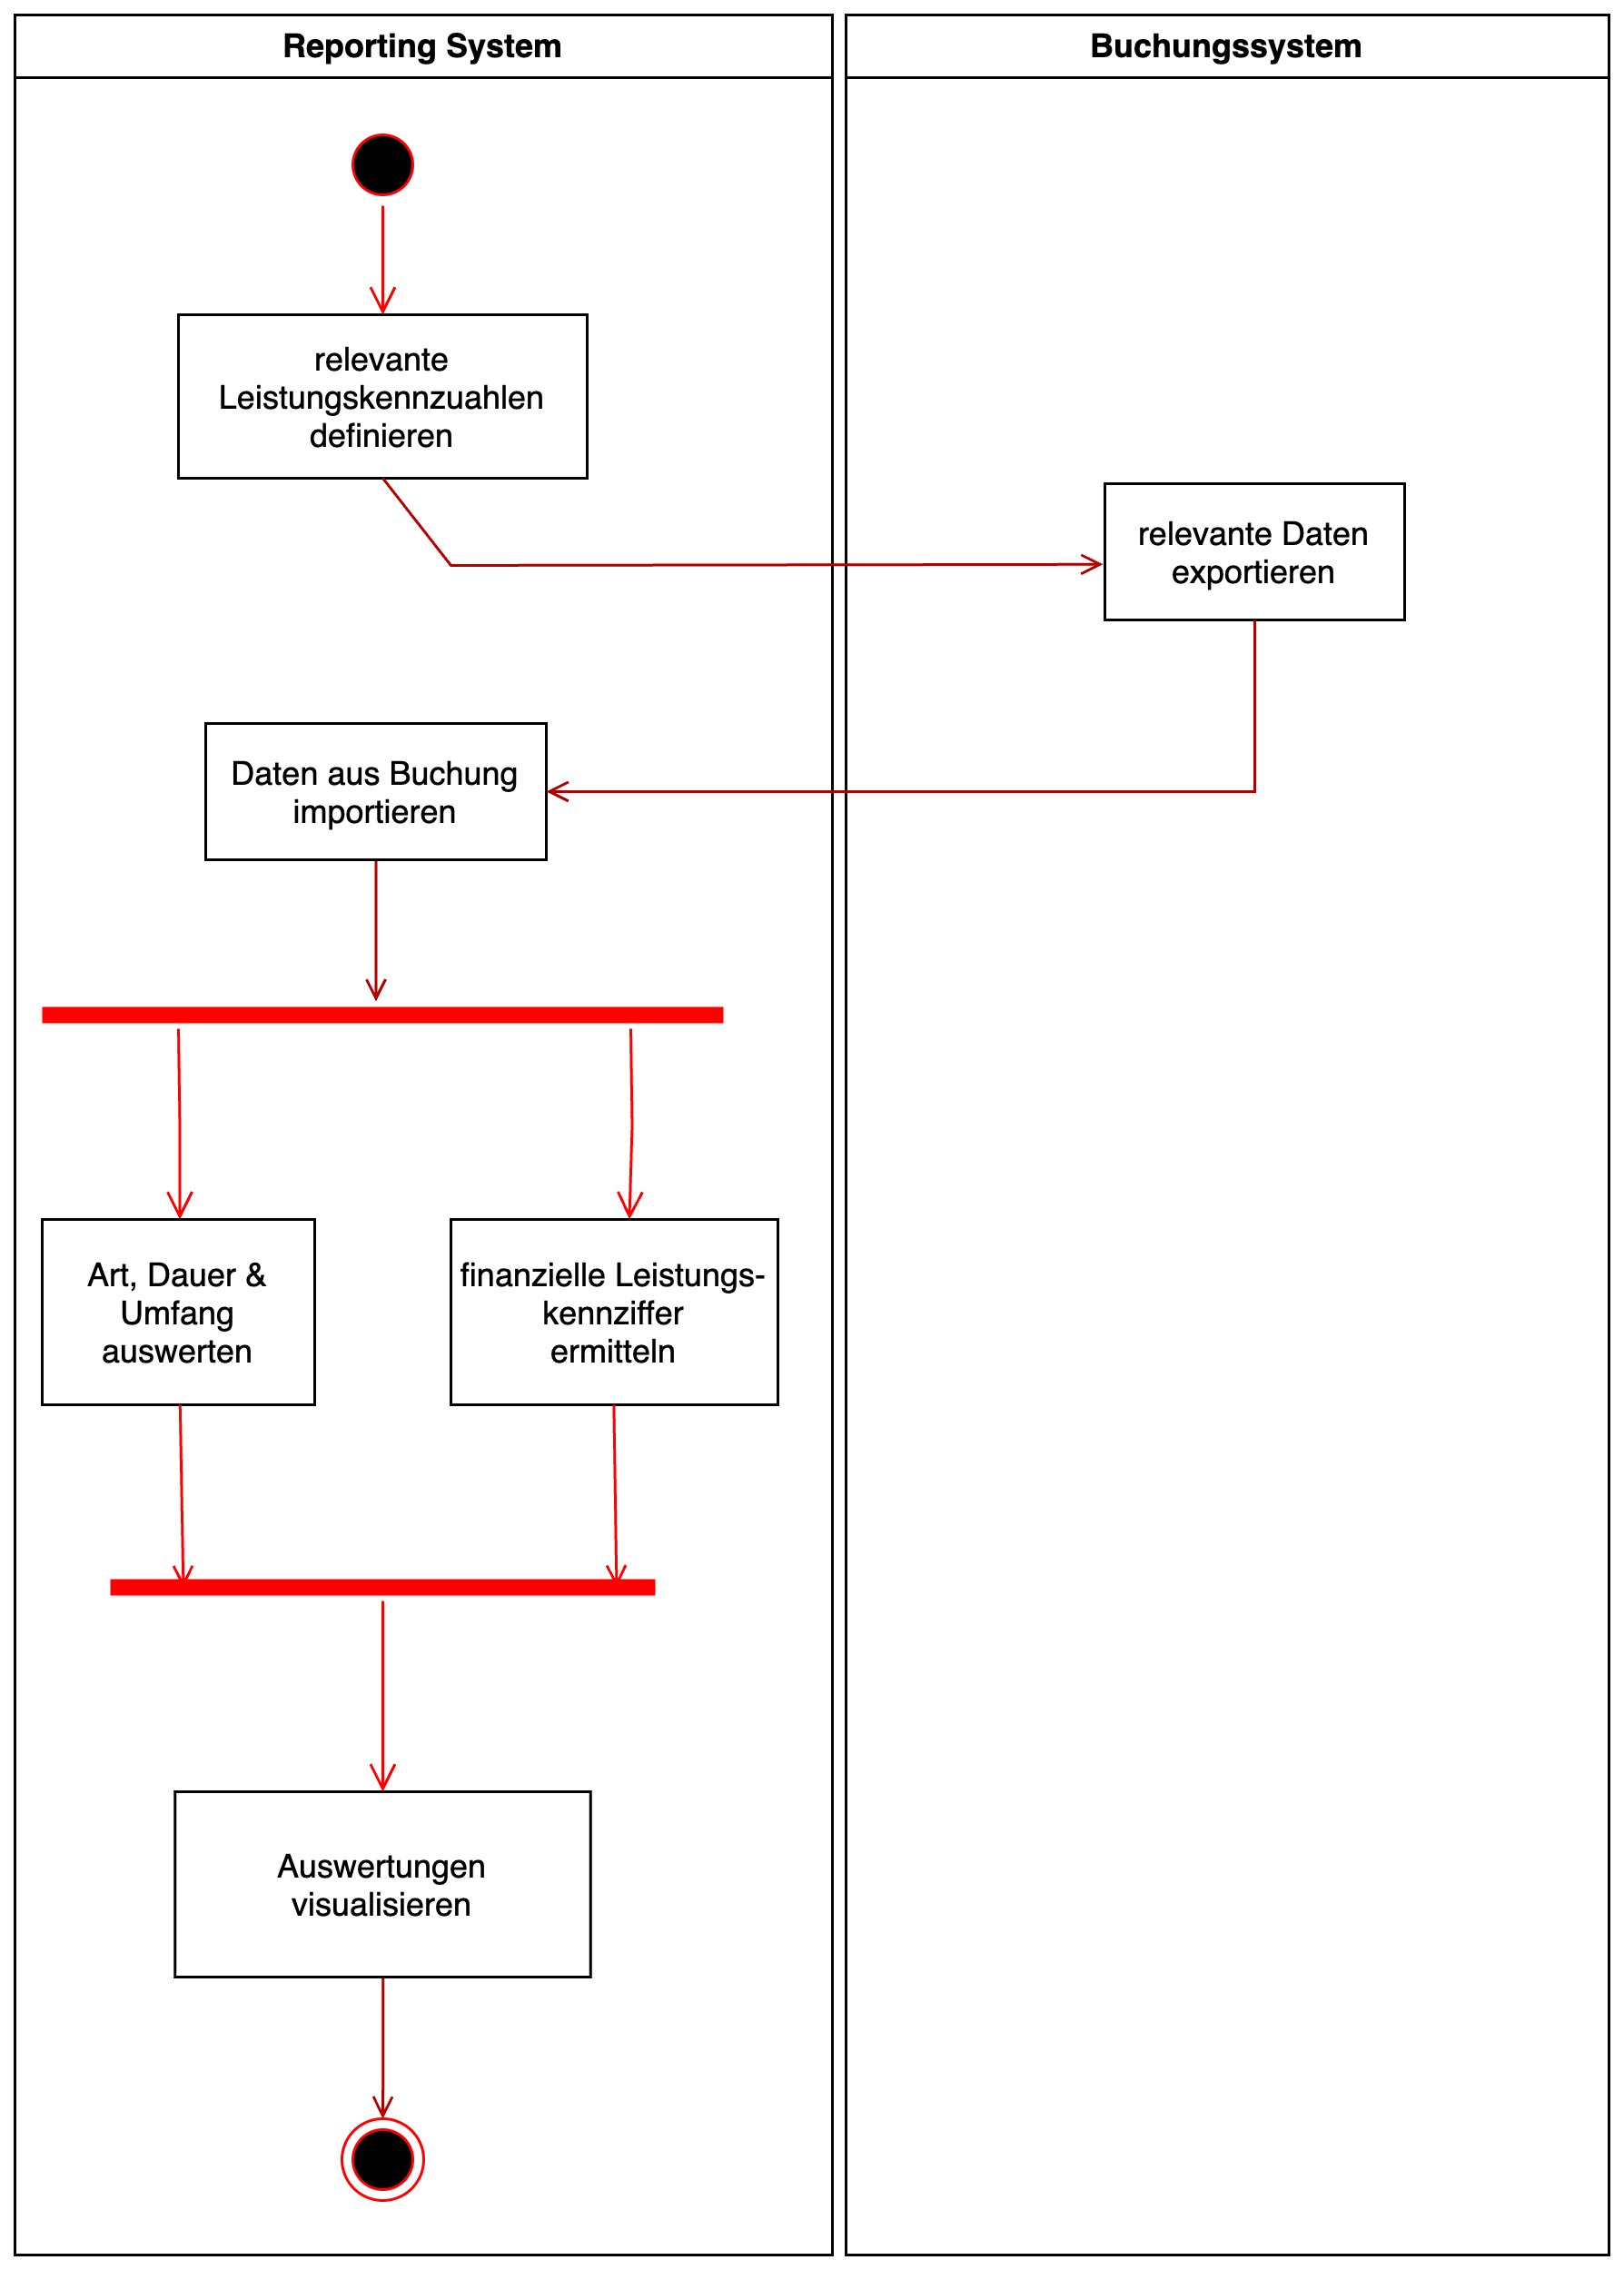 Reporting System
Buchungssystem
relevante
Leistungskennzuahlen
definieren
relevante Daten
exportieren
Daten aus Buchung
importieren
Art, Dauer &
Umfang
auswerten
finanzielle Leistungs-
kennziffer
ermitteln
Auswertungen
visualisieren